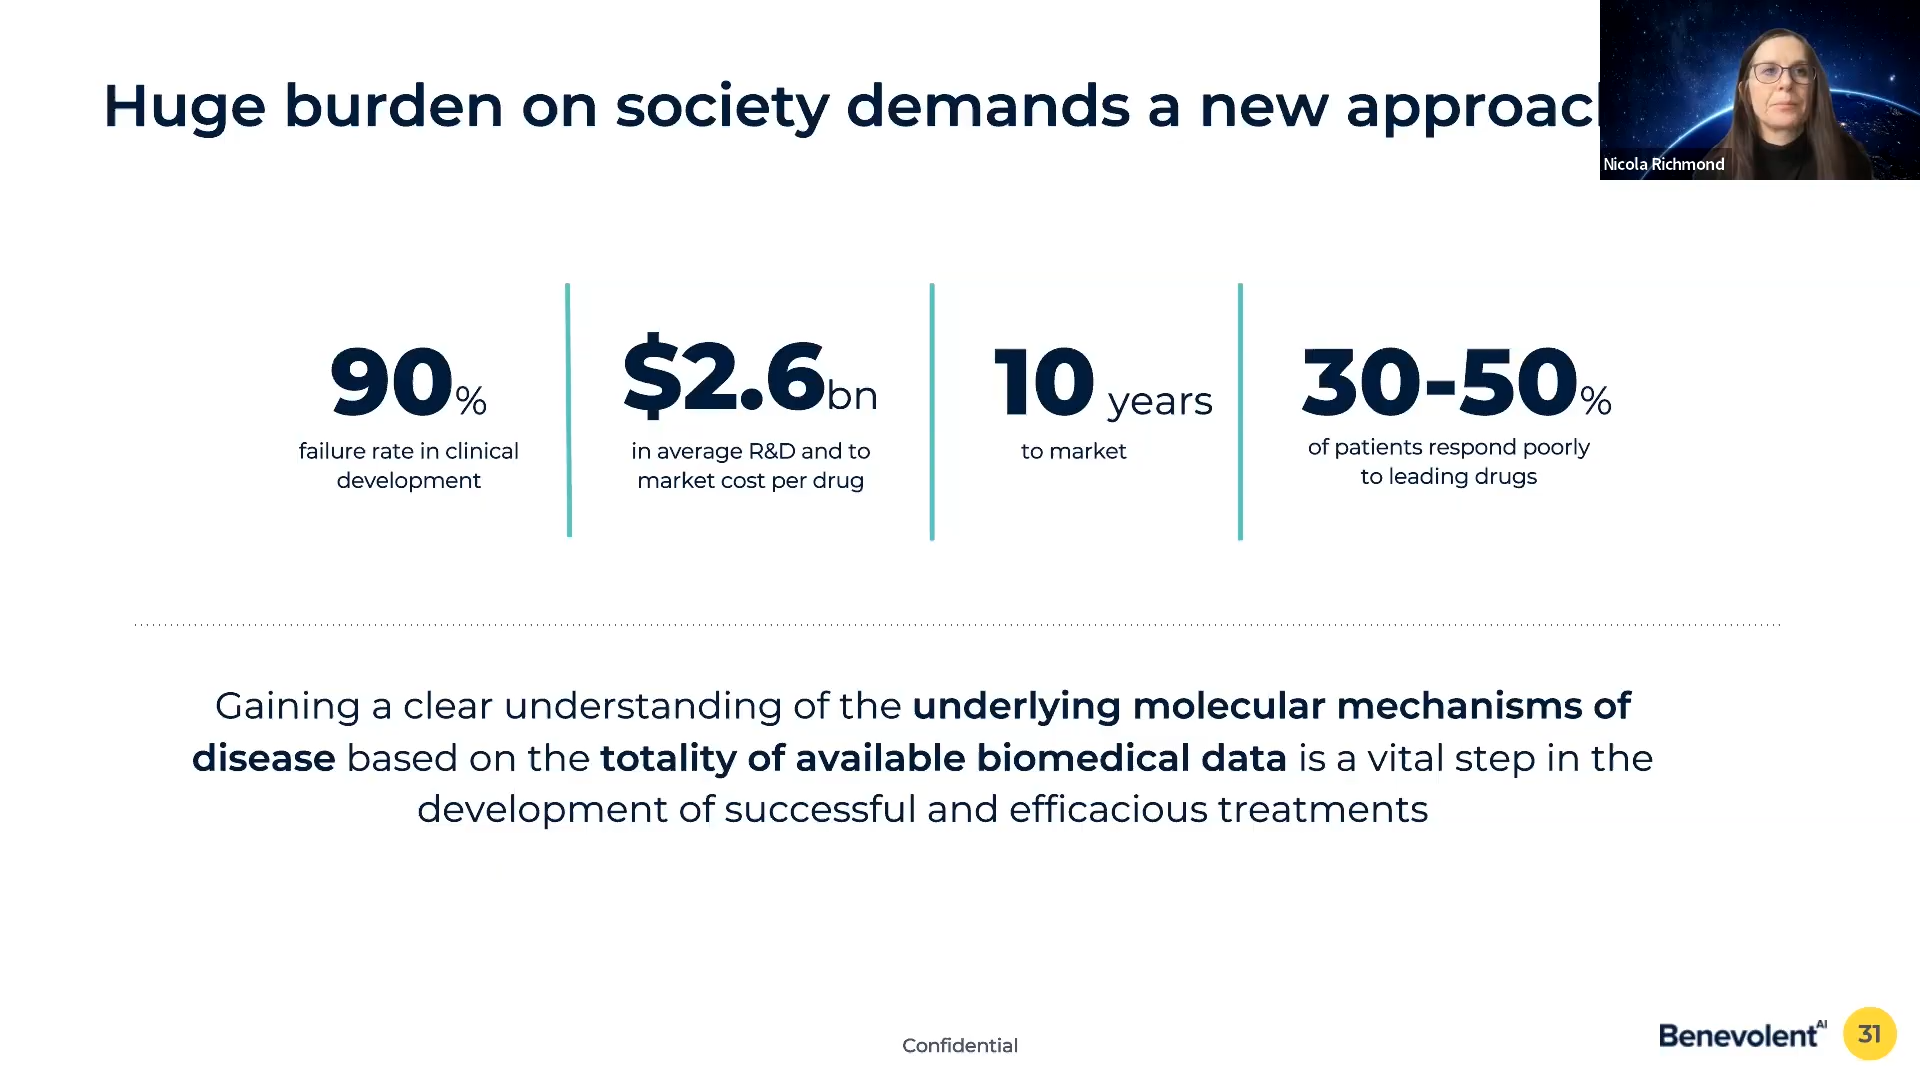 Huge burden on society demands a new approac
Nicola Richmond
90%
failure rate in clinical
development
$2.6bn
in average R&D and to
market cost per drug
10 years
to market
30-50%
of patients respond poorly
to leading drugs
Gaining a clear understanding of the underlying molecular mechanisms of
disease based on the totality of available biomedical data is a vital step in the
development of successful and efficacious treatments
Confidential
BenevolentAI
31